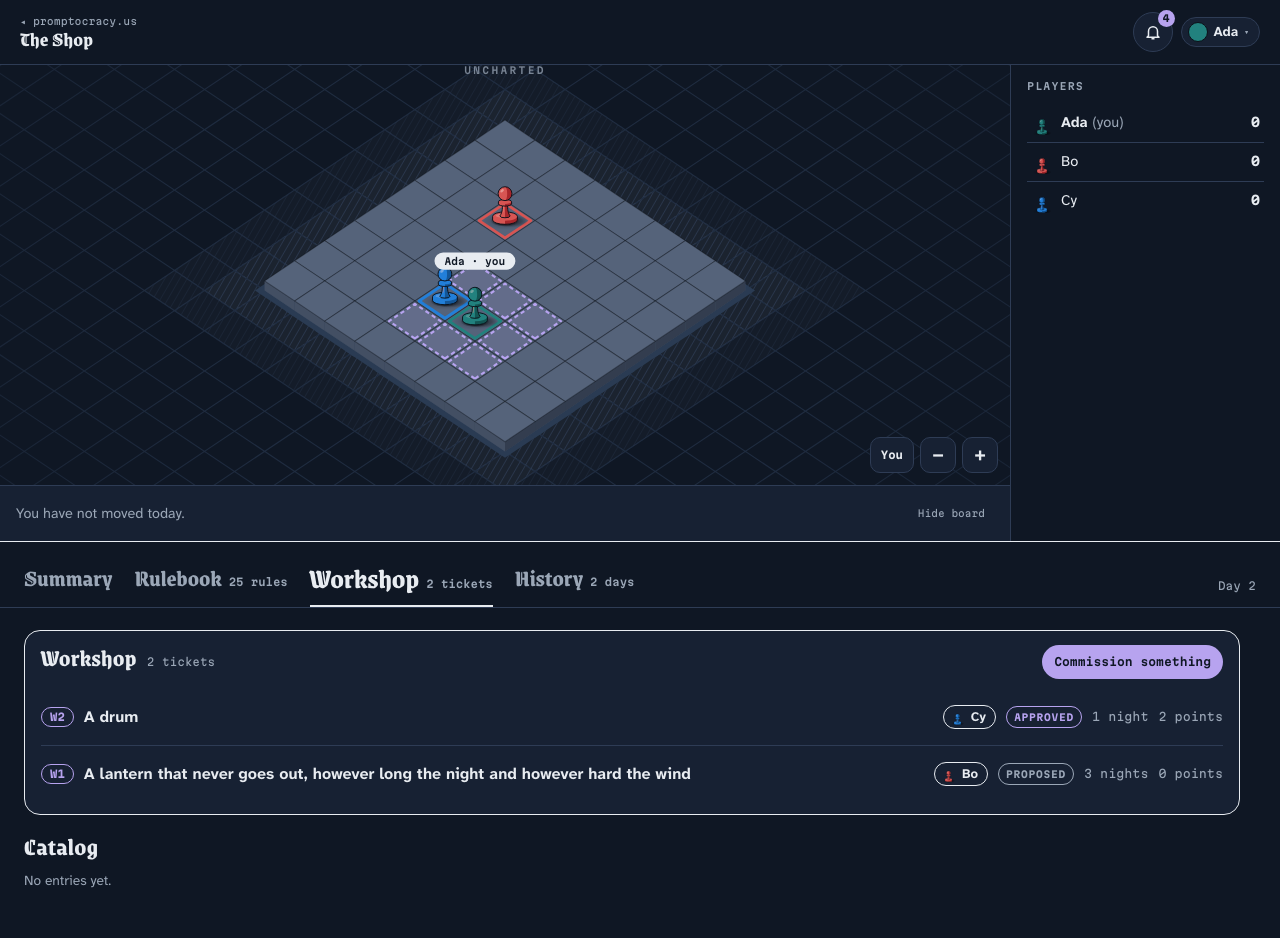 ◂ promptocracy.us
The Shop
4
Ada ▾
UNCHARTED
Ada · you
You − +
You have not moved today.
Hide board
PLAYERS
Ada (you) 0
Bo 0
Cy 0
Summary Rulebook 25 rules Workshop 2 tickets History 2 days
Day 2
Workshop 2 tickets
Commission something
W2 A drum Cy APPROVED 1 night 2 points
W1 A lantern that never goes out, however long the night and however hard the wind Bo PROPOSED 3 nights 0 points
Catalog
No entries yet.